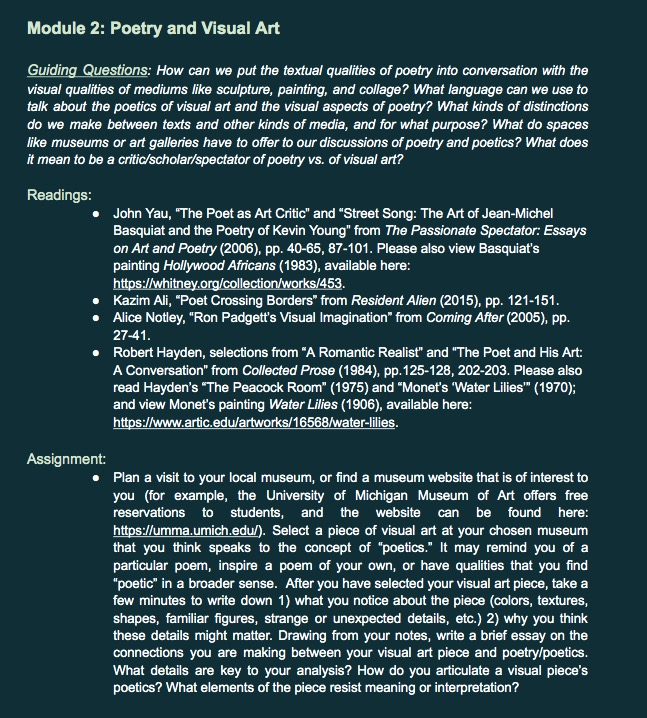 Module 2: Poetry and Visual Art
Guiding Questions: How can we put the textual qualities of poetry into conversation with the
visual qualities of mediums like sculpture, painting, and collage? What language can we use to
talk about the poetics of visual art and the visual aspects of poetry? What kinds of distinctions
do we make between texts and other kinds of media, and for what purpose? What do spaces
like museums or art galleries have to offer to our discussions of poetry and poetics? What does
it mean to be a critic/scholar/spectator of poetry vs. of visual art?
Readings:
● John Yau, “The Poet as Art Critic” and “Street Song: The Art of Jean-Michel
Basquiat and the Poetry of Kevin Young” from The Passionate Spectator: Essays
on Art and Poetry (2006), pp. 40-65, 87-101. Please also view Basquiat’s
painting Hollywood Africans (1983), available here:
https://whitney.org/collection/works/453.
● Kazim Ali, “Poet Crossing Borders” from Resident Alien (2015), pp. 121-151.
● Alice Notley, “Ron Padgett’s Visual Imagination” from Coming After (2005), pp.
27-41.
● Robert Hayden, selections from “A Romantic Realist” and “The Poet and His Art:
A Conversation” from Collected Prose (1984), pp.125-128, 202-203. Please also
read Hayden’s “The Peacock Room” (1975) and “Monet’s ‘Water Lilies’” (1970);
and view Monet’s painting Water Lilies (1906), available here:
https://www.artic.edu/artworks/16568/water-lilies.
Assignment:
● Plan a visit to your local museum, or find a museum website that is of interest to
you (for example, the University of Michigan Museum of Art offers free
reservations to students, and the website can be found here:
https://umma.umich.edu/). Select a piece of visual art at your chosen museum
that you think speaks to the concept of “poetics.” It may remind you of a
particular poem, inspire a poem of your own, or have qualities that you find
“poetic” in a broader sense. After you have selected your visual art piece, take a
few minutes to write down 1) what you notice about the piece (colors, textures,
shapes, familiar figures, strange or unexpected details, etc.) 2) why you think
these details might matter. Drawing from your notes, write a brief essay on the
connections you are making between your visual art piece and poetry/poetics.
What details are key to your analysis? How do you articulate a visual piece's
poetics? What elements of the piece resist meaning or interpretation?